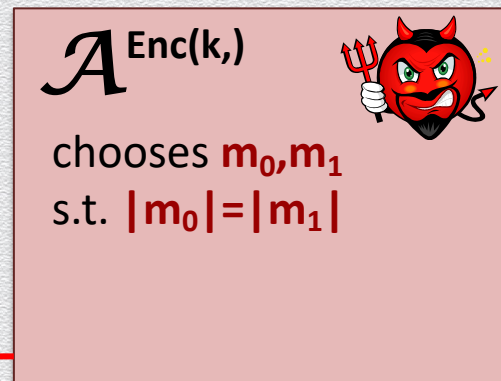 𝒜 Enc(k,)
chooses m₀,m₁
s.t. |m₀|=|m₁|